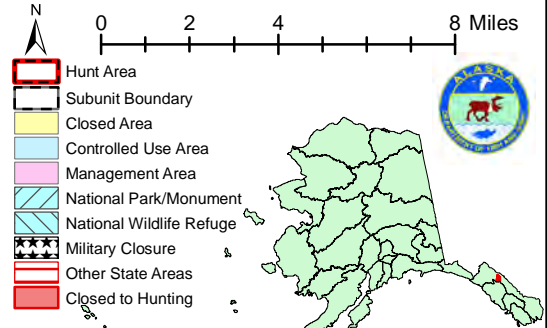 N
0 2 4 8 Miles
Hunt Area
Subunit Boundary
Closed Area
Controlled Use Area
Management Area
National Park/Monument
National Wildlife Refuge
Military Closure
Other State Areas
Closed to Hunting
ALASKA